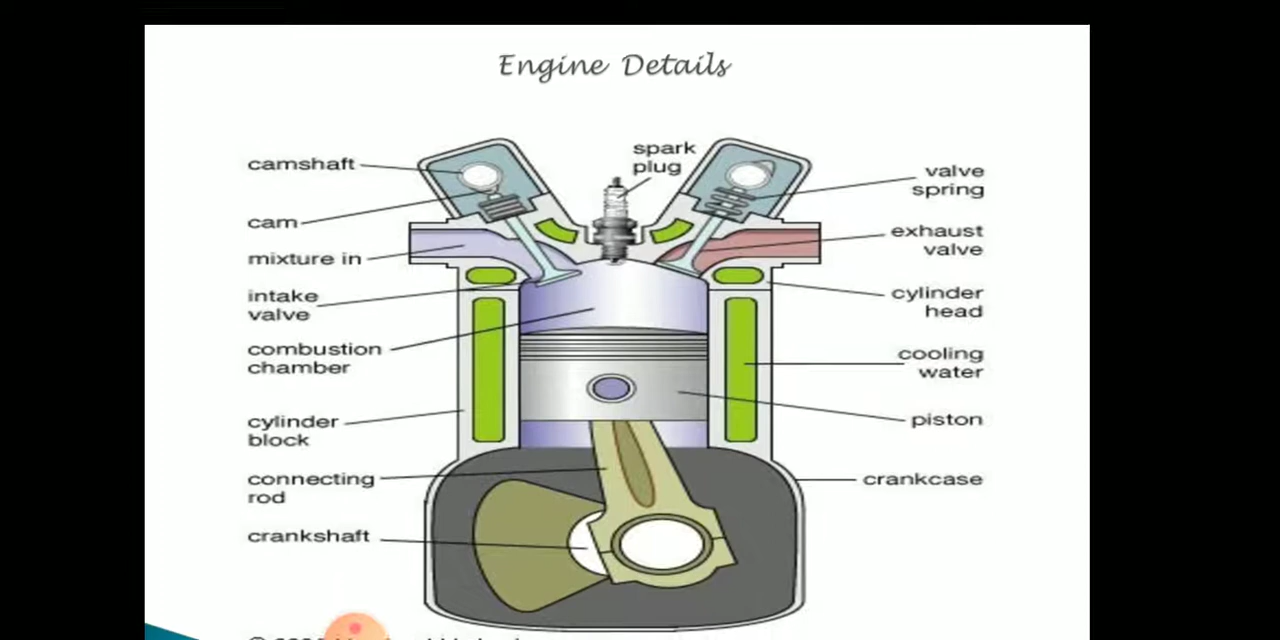 Engine Details
camshaft
cam
mixture in
intake
valve
combustion
chamber
cylinder
block
connecting
rod
crankshaft
spark
plug
valve
spring
exhaust
valve
cylinder
head
cooling
water
piston
crankcase